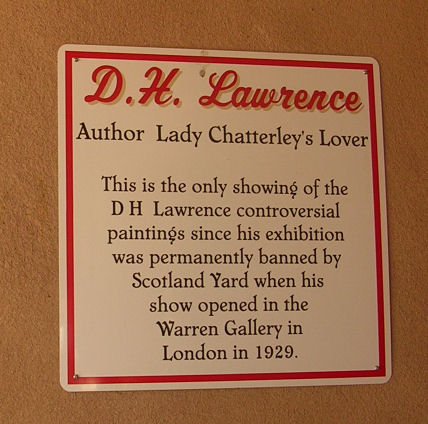 D.H. Lawrence
Author Lady Chatterley's Lover
This is the only showing of the
D H Lawrence controversial
paintings since his exhibition
was permanently banned by
Scotland Yard when his
show opened in the
Warren Gallery in
London in 1929.